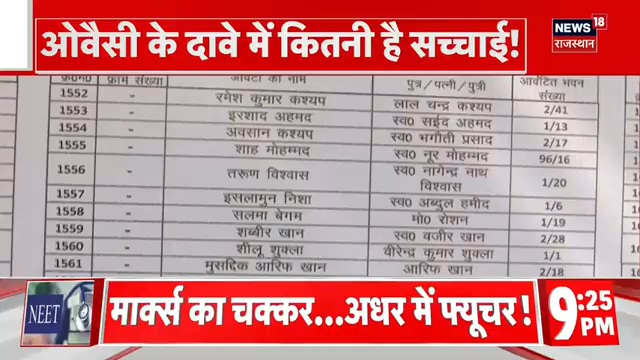 ओवैसी के दावे में कितनी है सच्चाई!
NEWS 18
राजस्थान
क्र०म० फ्राम संख्या आवंटी का नाम पुत्र/पत्नी/पुत्री आवंटित भवन संख्या
1552 - रमेश कुमार कश्यप लाल चन्द्र कश्यप 2/41
1553 - इरशाद अहमद स्व0 सईद अहमद 1/13
1554 - अवसान कश्यप स्व0 भगौती प्रसाद 2/17
1555 - शाह मोहम्मद स्व0 नूर मोहम्मद 96/16
1556 - तरूण विश्वास स्व0 नागेन्द्र नाथ विश्वास 1/20
1557 - इसलामुन निशा स्व0 अब्दुल हमीद 1/6
1558 - सलमा बेगम मो0 रोशन 1/19
1559 - शब्बीर खान स्व0 वजीर खान 2/28
1560 - शीलू शुक्ला वीरेन्द्र कुमार शुक्ला 1/1
1561 - मुसदिक आरिफ खान आरिफ खान 2/18
NEET
मार्क्स का चक्कर...अधर में फ्यूचर!
9:25 PM